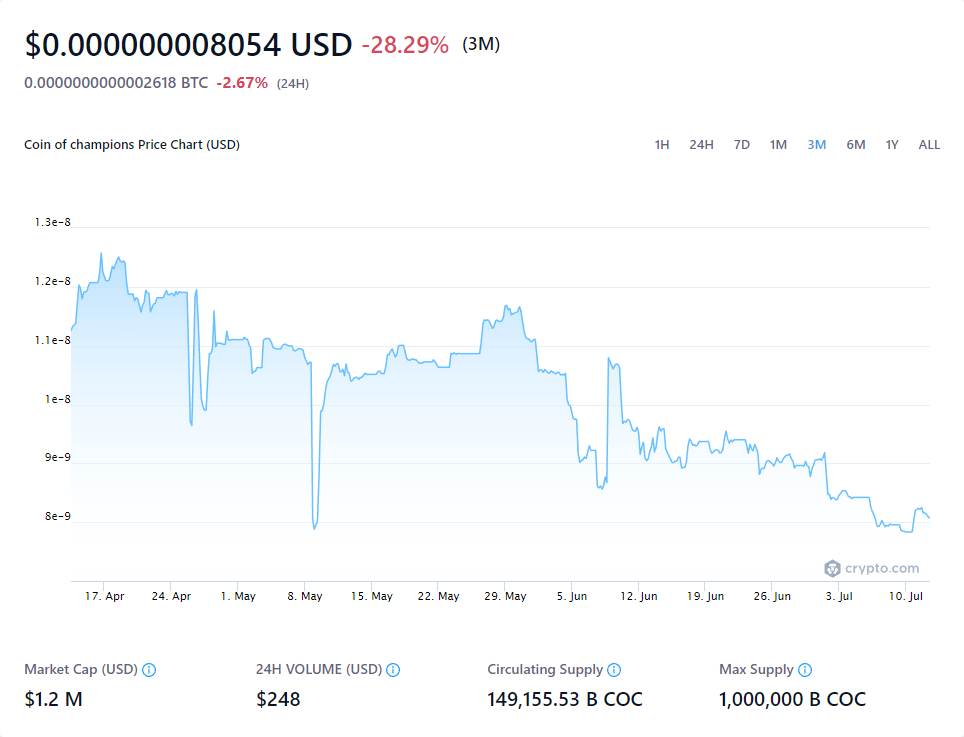 $0.000000008054 USD -28.29% (3M)
0.0000000000002618 BTC -2.67% (24H)
Coin of champions Price Chart (USD) 1H 24H 7D 1M 3M 6M 1Y ALL
1.3e-8
1.2e-8
1.1e-8
1e-8
9e-9
8e-9
crypto.com
17. Apr 24. Apr 1. May 8. May 15. May 22. May 29. May 5. Jun 12. Jun 19. Jun 26. Jun 3. Jul 10. Jul
Market Cap (USD) 24H VOLUME (USD) Circulating Supply Max Supply
$1.2 M $248 149,155.53 B COC 1,000,000 B COC